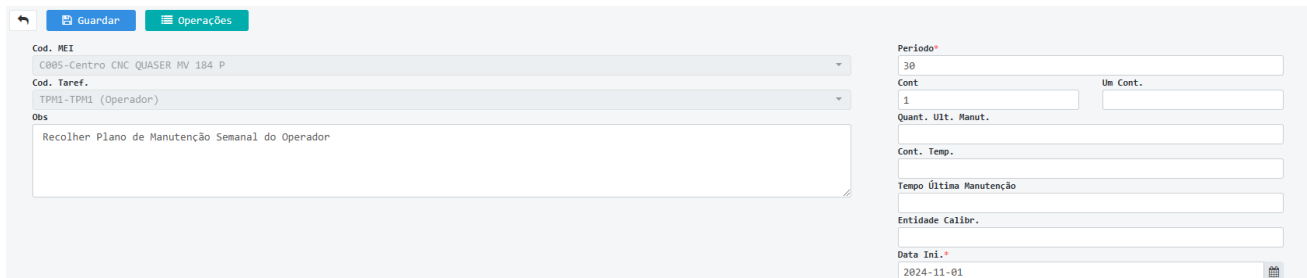 Guardar
Operações
Cod. MEI
C005-Centro CNC QUASER MV 184 P
Cod. Taref.
TPM1-TPM1 (Operador)
Obs
Recolher Plano de Manutenção Semanal do Operador
Periodo*
30
Cont
Um Cont.
1
Quant. Ult. Manut.
Cont. Temp.
Tempo Última Manutenção
Entidade Calibr.
Data Ini.*
2024-11-01